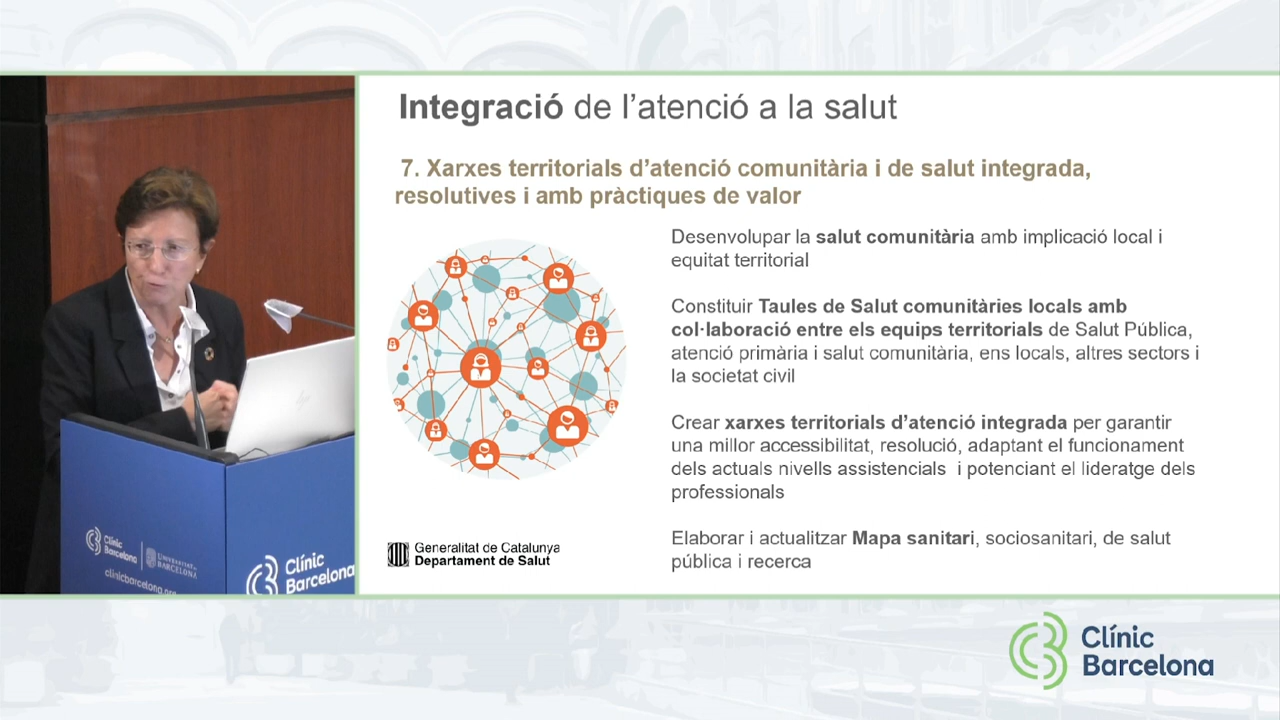 Integració de l'atenció a la salut
7. Xarxes territorials d'atenció comunitària i de salut integrada,
resolutives i amb pràctiques de valor
Desenvolupar la salut comunitària amb implicació local i
equitat territorial
Constituir Taules de Salut comunitàries locals amb
col·laboració entre els equips territorials de Salut Pública,
atenció primària i salut comunitària, ens locals, altres sectors i
la societat civil
Crear xarxes territorials d'atenció integrada per garantir
una millor accessibilitat, resolució, adaptant el funcionament
dels actuals nivells assistencials i potenciant el lideratge dels
professionals
Elaborar i actualitzar Mapa sanitari, sociosanitari, de salut
pública i recerca
Generalitat de Catalunya
Departament de Salut
Clínic
Barcelona
Universitat de
Barcelona
clinicbarcelona.org
Clínic
Barcelona
Clínic
Barcelona